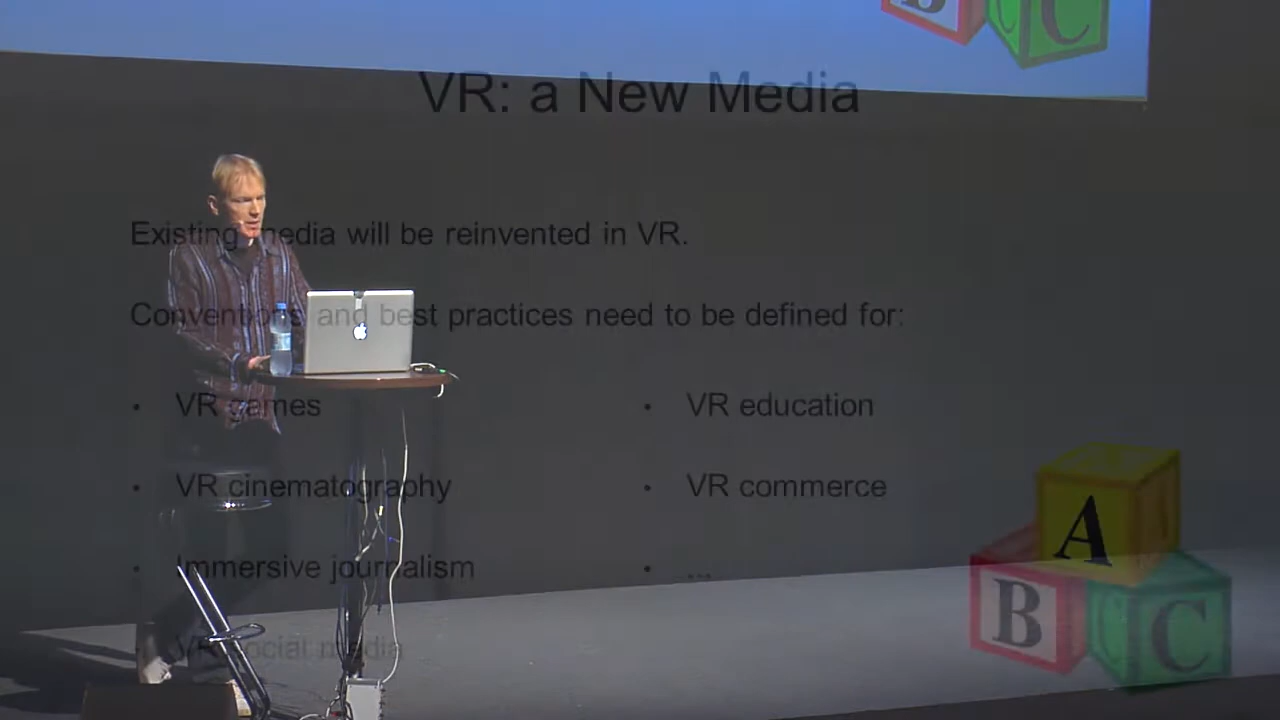 B C
VR: a New Media
Existing media will be reinvented in VR.
Conventions and best practices need to be defined for:
• VR games
• VR education
• VR cinematography
• VR commerce
• Immersive journalism
• ...
• VR social media
A
B C